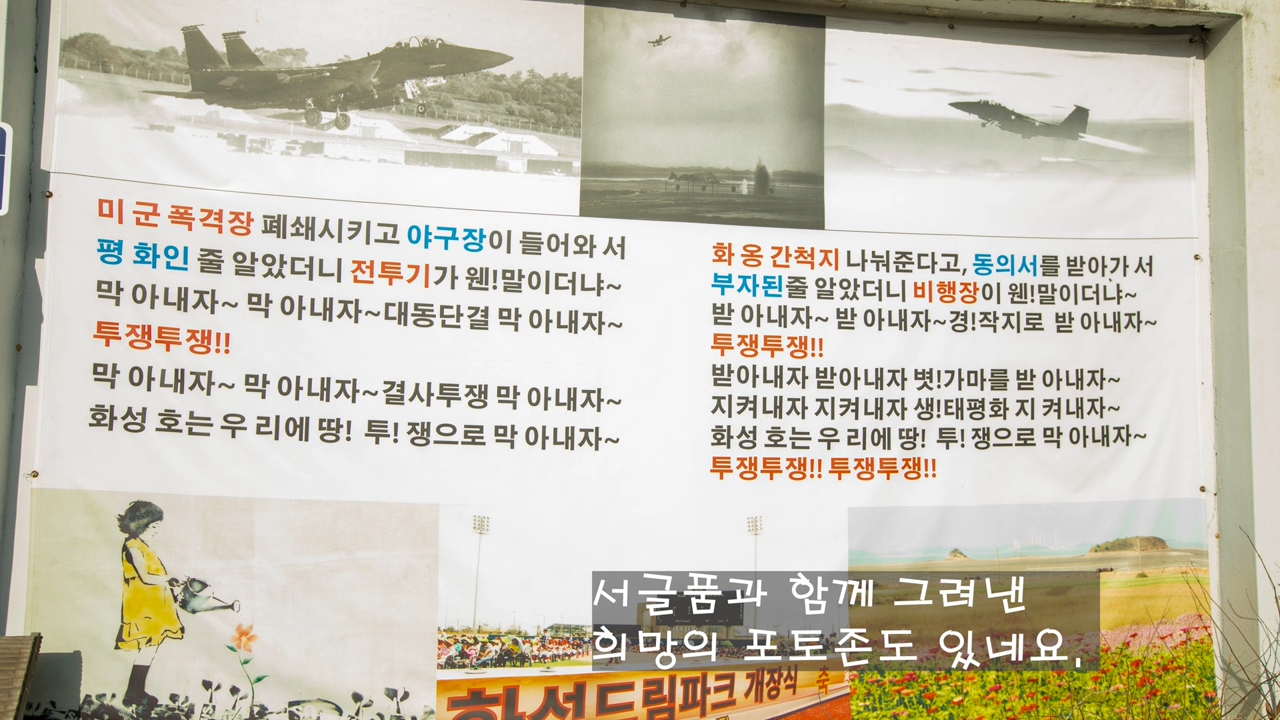 미 군 폭격장 폐쇄시키고 야구장이 들어와 서
평 화인 줄 알았더니 전투기가 웬!말이더냐~
막 아내자~ 막 아내자~대동단결 막 아내자~
투쟁투쟁!!
막 아내자~ 막 아내자~결사투쟁 막 아내자~
화성 호는 우 리에 땅! 투! 쟁으로 막 아내자~
화 옹 간척지 나눠준다고, 동의서를 받아가 서
부자된줄 알았더니 비행장이 웬!말이더냐~
받 아내자~ 받 아내자~경!작지로 받 아내자~
투쟁투쟁!!
받아내자 받아내자 볏!가마를 받 아내자~
지켜내자 지켜내자 생!태평화 지 켜내자~
화성 호는 우 리에 땅! 투! 쟁으로 막 아내자~
투쟁투쟁!! 투쟁투쟁!!
서글품과 함께 그려낸
희망의 포토존도 있네요.
화성드림파크 개장식 축